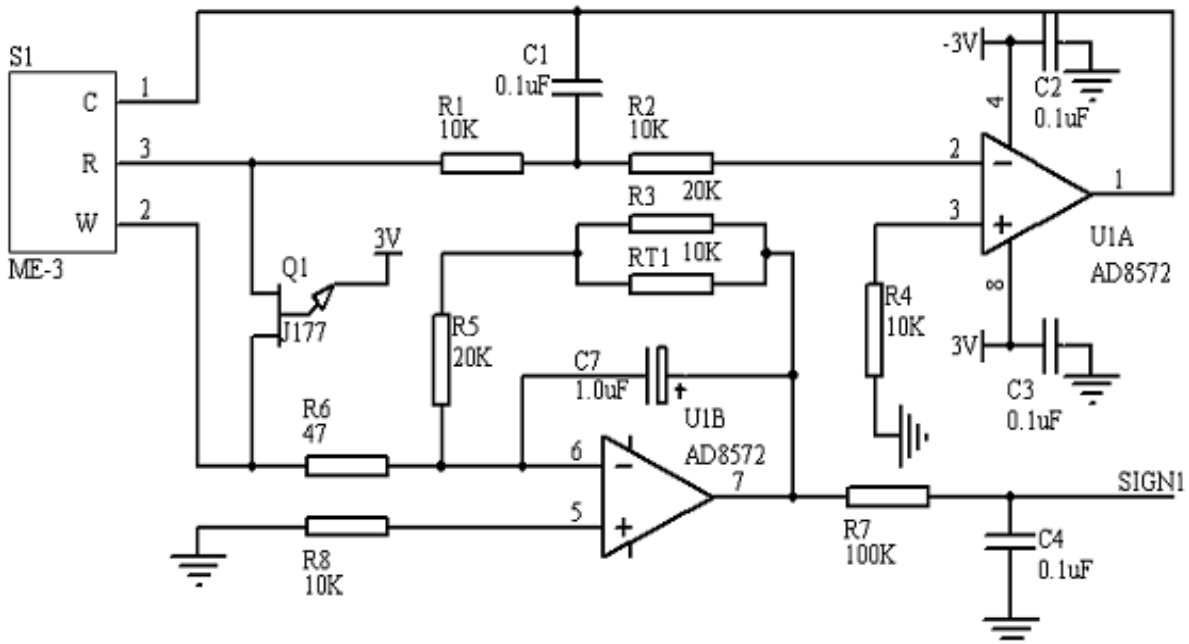 S1
C
1
R
3
W
2
ME-3
C1
0.1uF
R1
10K
R2
10K
-3V
4
C2
0.1uF
2
3
1
U1A
AD8572
8
20K
R3
10K
RT1
3V
Q1
J177
R5
20K
R4
10K
3V
C3
0.1uF
C7
1.0uF
+
U1B
AD8572
R6
47
6
5
7
R8
10K
R7
100K
SIGN1
C4
0.1uF